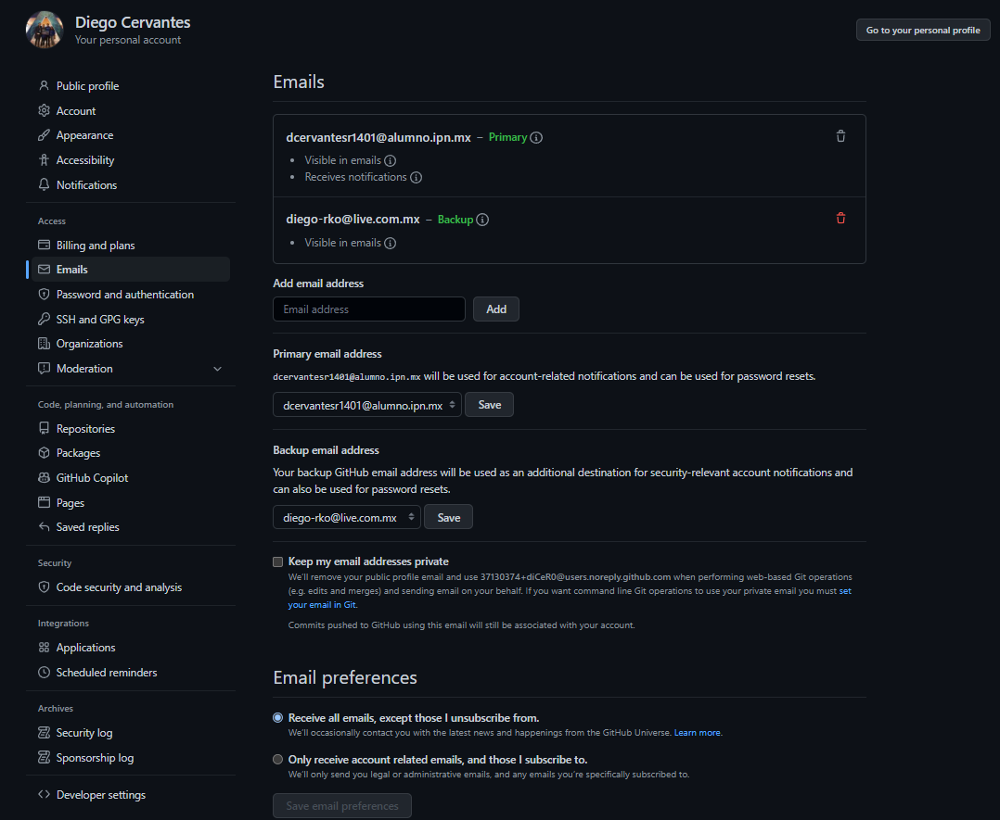 Diego Cervantes
Your personal account
Go to your personal profile
Public profile
Account
Appearance
Accessibility
Notifications
Access
Billing and plans
Emails
Password and authentication
SSH and GPG keys
Organizations
Moderation
Code, planning, and automation
Repositories
Packages
GitHub Copilot
Pages
Saved replies
Security
Code security and analysis
Integrations
Applications
Scheduled reminders
Archives
Security log
Sponsorship log
Developer settings
Emails
dcervantesr1401@alumno.ipn.mx – Primary
Visible in emails
Receives notifications
diego-rko@live.com.mx – Backup
Visible in emails
Add email address
Email address
Add
Primary email address
dcervantesr1401@alumno.ipn.mx will be used for account-related notifications and can be used for password resets.
dcervantesr1401@alumno.ipn.mx
Save
Backup email address
Your backup GitHub email address will be used as an additional destination for security-relevant account notifications and
can also be used for password resets.
diego-rko@live.com.mx
Save
Keep my email addresses private
We'll remove your public profile email and use 37130374+diCeR0@users.noreply.github.com when performing web-based Git operations
(e.g. edits and merges) and sending email on your behalf. If you want command line Git operations to use your private email you must set
your email in Git.
Commits pushed to GitHub using this email will still be associated with your account.
Email preferences
Receive all emails, except those I unsubscribe from.
We'll occasionally contact you with the latest news and happenings from the GitHub Universe. Learn more.
Only receive account related emails, and those I subscribe to.
We'll only send you legal or administrative emails, and any emails you're specifically subscribed to.
Save email preferences